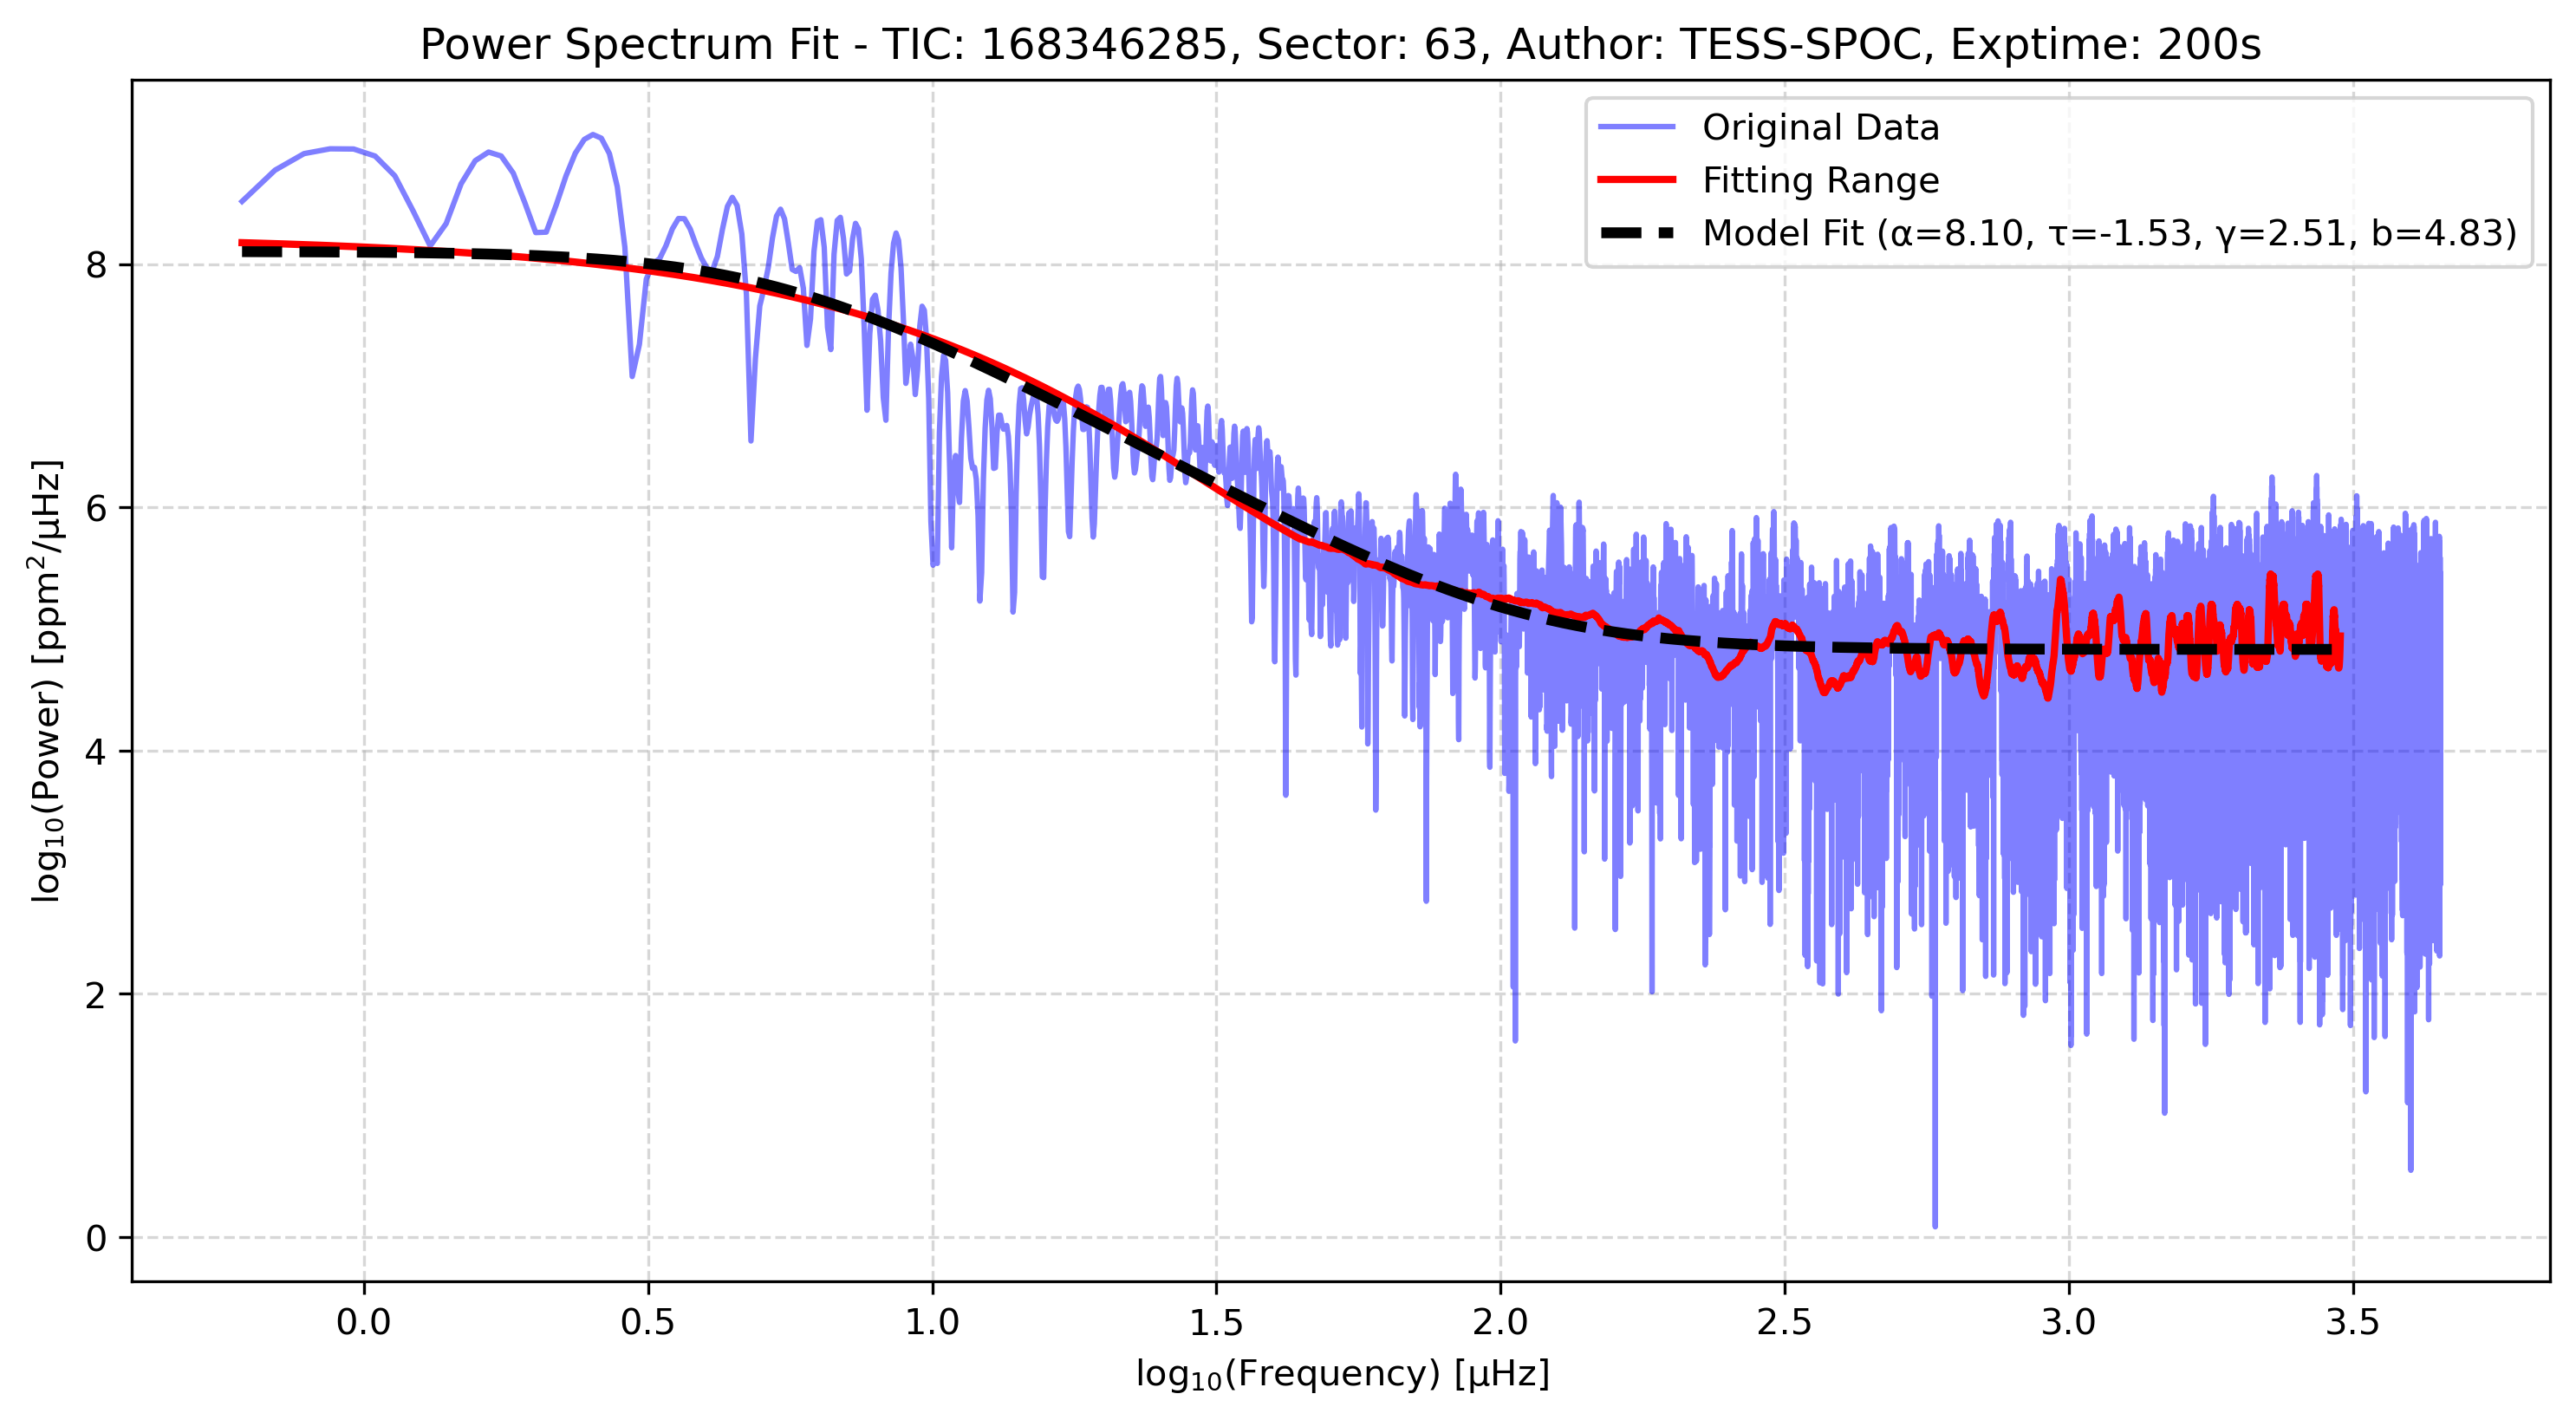 Power Spectrum Fit - TIC: 168346285, Sector: 63, Author: TESS-SPOC, Exptime: 200s
Original Data
Fitting Range
Model Fit (α=8.10, τ=-1.53, γ=2.51, b=4.83)
log₁₀(Power) [ppm²/μHz]
8
6
4
2
0
0.0 0.5 1.0 1.5 2.0 2.5 3.0 3.5
log₁₀(Frequency) [μHz]